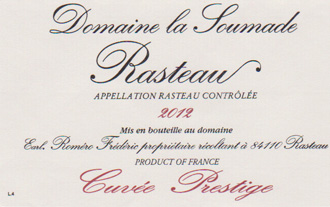 Domaine la Soumade
Rasteau
APPELLATION RASTEAU CONTRÔLÉE
2012
Mis en bouteille au domaine
Earl. Roméro Frédéric propriétaire récoltant à 84110 Rasteau
PRODUCT OF FRANCE
Cuvée Prestige
L4